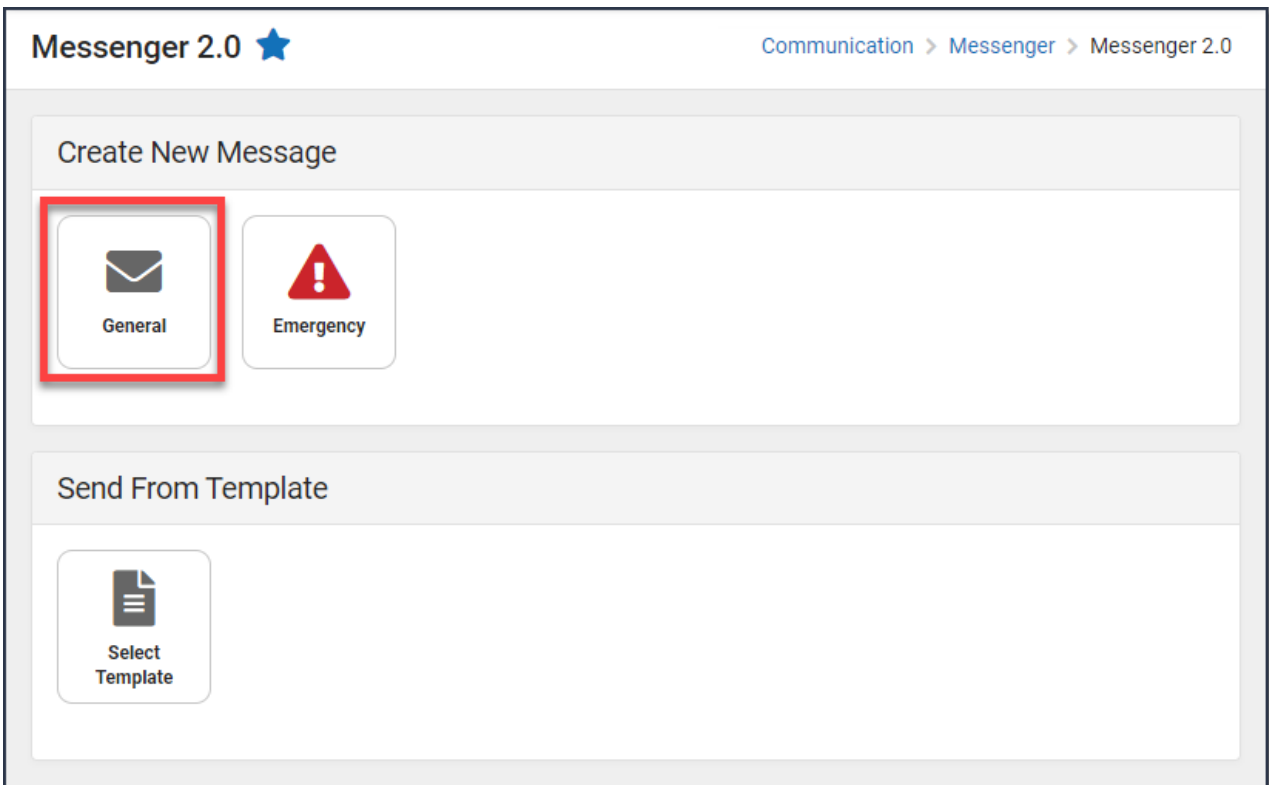 Messenger 2.0
Communication > Messenger > Messenger 2.0
Create New Message
General
Emergency
Send From Template
Select
Template